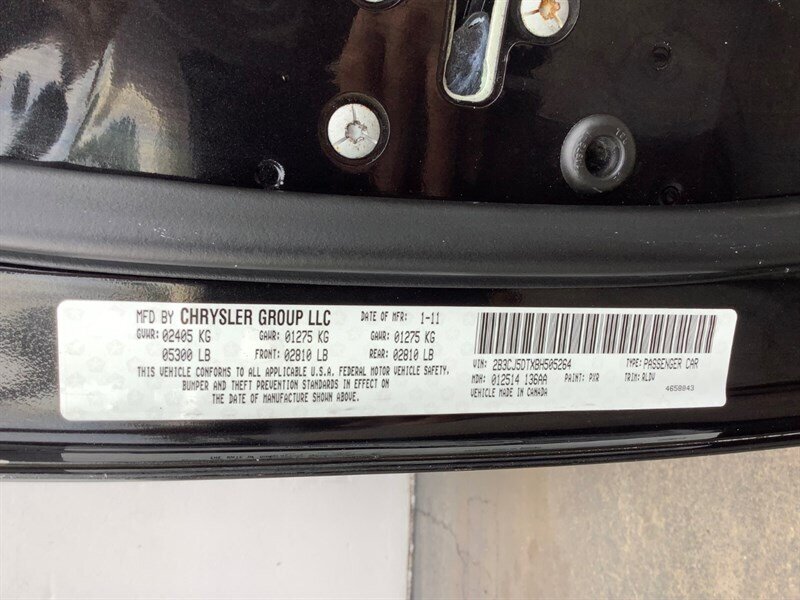 MFD BY CHRYSLER GROUP LLC DATE OF MFR: 1-11
GVWR: 02405 KG GAWR: 01275 KG GAWR: 01275 KG
05300 LB FRONT: 02810 LB REAR: 02810 LB
THIS VEHICLE CONFORMS TO ALL APPLICABLE U.S.A. FEDERAL MOTOR VEHICLE SAFETY,
BUMPER AND THEFT PREVENTION STANDARDS IN EFFECT ON
THE DATE OF MANUFACTURE SHOWN ABOVE.
VIN: 2B3CJ5DTXBH505264 TYPE: PASSENGER CAR
MDH: 012514 136AA PAINT: PXR TRIM: RLDV
VEHICLE MADE IN CANADA 4658043